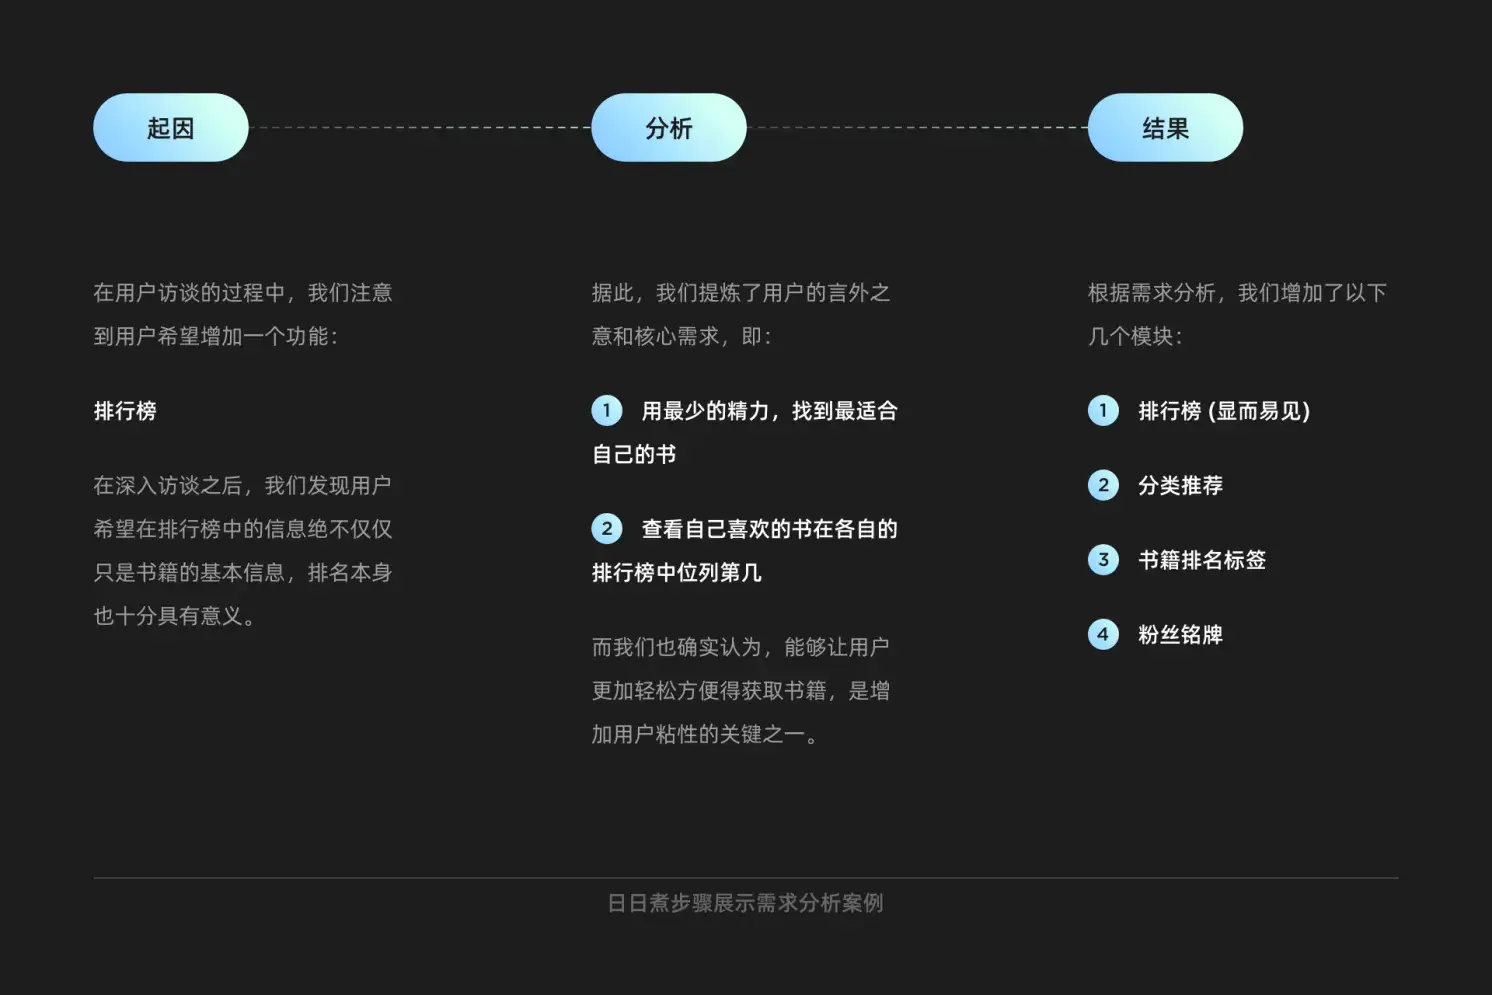 起因
分析
结果
在用户访谈的过程中，我们注意
到用户希望增加一个功能：
排行榜
在深入访谈之后，我们发现用户
希望在排行榜中的信息绝不仅仅
只是书籍的基本信息，排名本身
也十分具有意义。
据此，我们提炼了用户的言外之
意和核心需求，即：
1 用最少的精力，找到最适合
自己的书
2 查看自己喜欢的书在各自的
排行榜中位列第几
而我们也确实认为，能够让用户
更加轻松方便得获取书籍，是增
加用户粘性的关键之一。
根据需求分析，我们增加了以下
几个模块：
1 排行榜 (显而易见)
2 分类推荐
3 书籍排名标签
4 粉丝铭牌
日日煮步骤展示需求分析案例